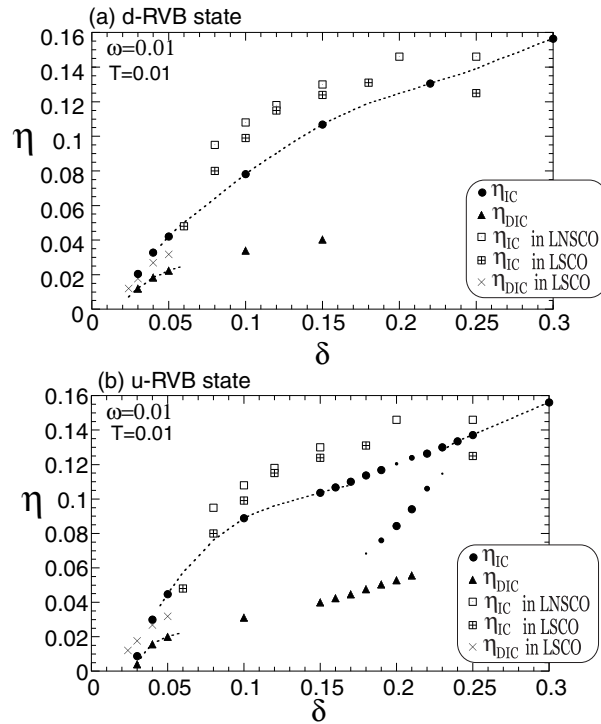 (a) d-RVB state
0.16
ω=0.01
T=0.01
0.14
0.12
0.1
η
0.08
0.06
0.04
0.02
0
η_IC
η_DIC
η_IC in LNSCO
η_IC in LSCO
η_DIC in LSCO
0 0.05 0.1 0.15 0.2 0.25 0.3
δ
(b) u-RVB state
0.16
ω=0.01
T=0.01
0.14
0.12
0.1
η
0.08
0.06
0.04
0.02
0
η_IC
η_DIC
η_IC in LNSCO
η_IC in LSCO
η_DIC in LSCO
0 0.05 0.1 0.15 0.2 0.25 0.3
δ